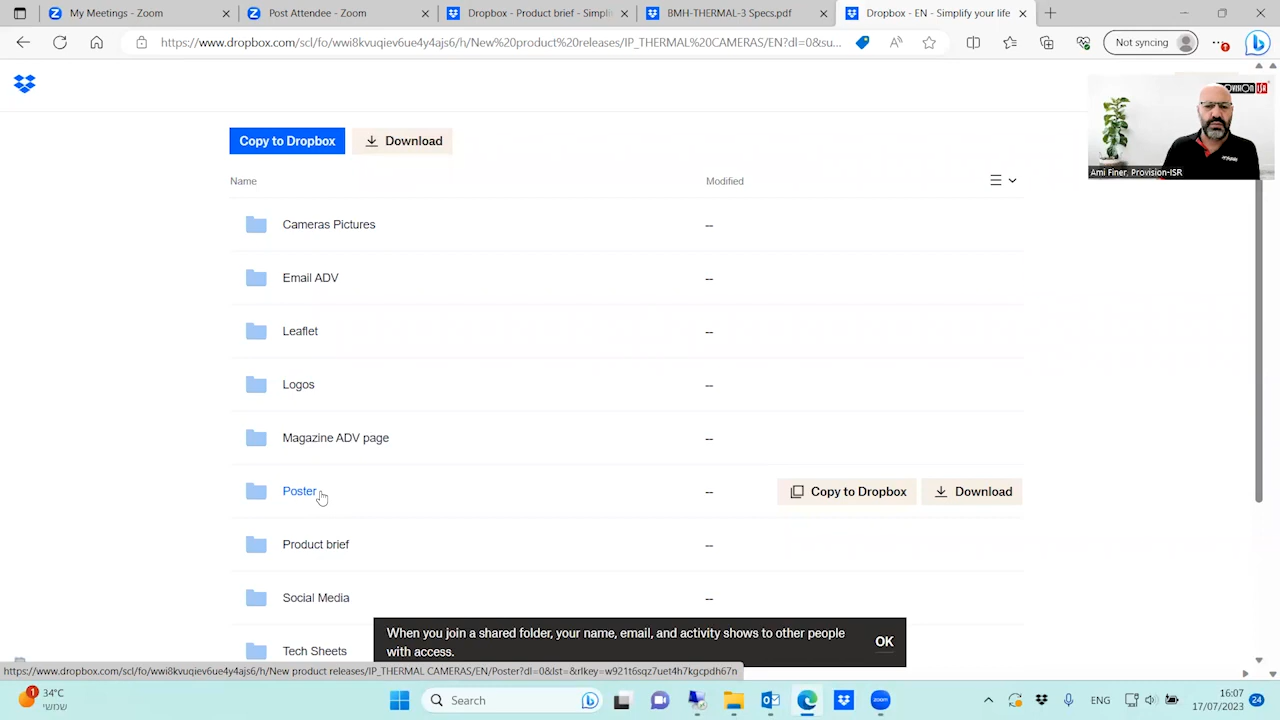 My Meetings - Zoom
Post Attendee - Zoom
Dropbox - Product brief - Simplif
BMH-THERMAL-3 Specs.pdf
Dropbox - EN - Simplify your life
https://www.dropbox.com/scl/fo/wwi8kvuqiev6ue4y4ajs6/h/New%20product%20releases/IP_THERMAL%20CAMERAS/EN?dl=0&su...
Not syncing
Copy to Dropbox
Download
Name
Modified
Cameras Pictures
--
Email ADV
--
Leaflet
--
Logos
--
Magazine ADV page
--
Poster
--
Copy to Dropbox
Download
Product brief
--
Social Media
--
Tech Sheets
When you join a shared folder, your name, email, and activity shows to other people
with access.
OK
Ami Finer, Provision-ISR
https://www.dropbox.com/scl/fo/wwi8kvuqiev6ue4y4ajs6/h/New product releases/IP_THERMAL CAMERAS/EN/Poster?dl=0&lst=&rlkey=w921t6sqz7uet4h7kgcpdh67n
1
34°C
שמשי
Search
zoom
ENG
16:07
17/07/2023
24